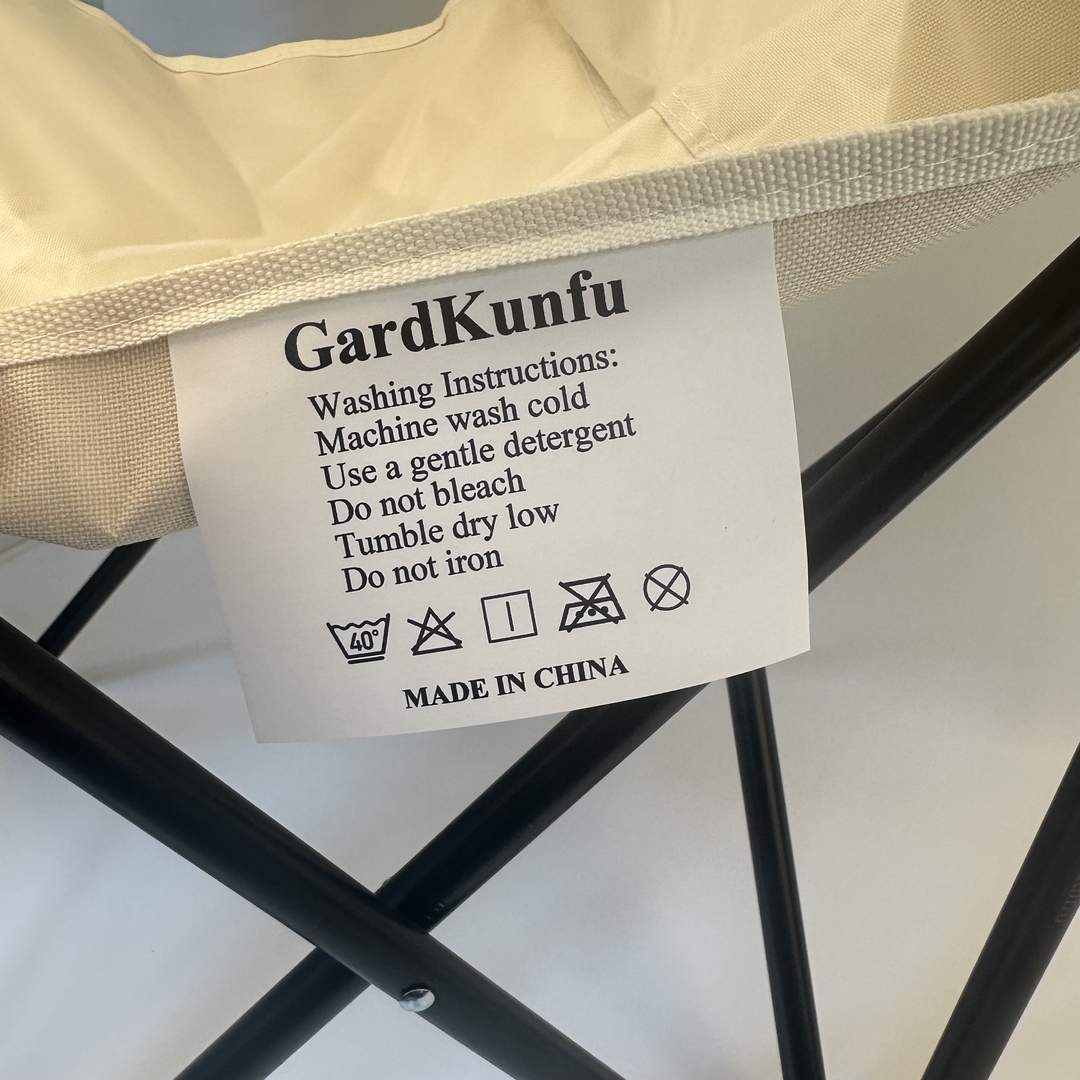 GardKunfu
Washing Instructions:
Machine wash cold
Use a gentle detergent
Do not bleach
Tumble dry low
Do not iron
40°
MADE IN CHINA